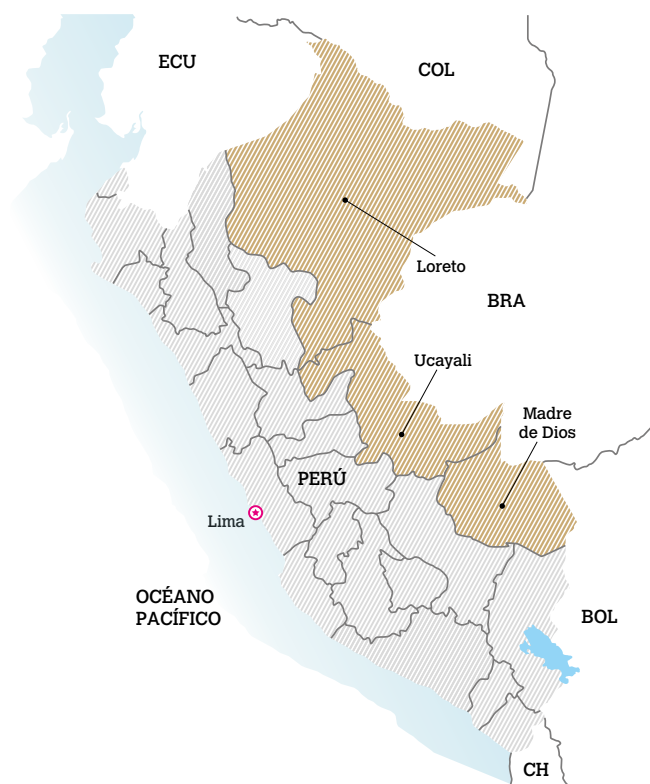 ECU
COL
Loreto
BRA
Ucayali
Madre
de Dios
PERÚ
Lima
OCÉANO
PACÍFICO
BOL
CH